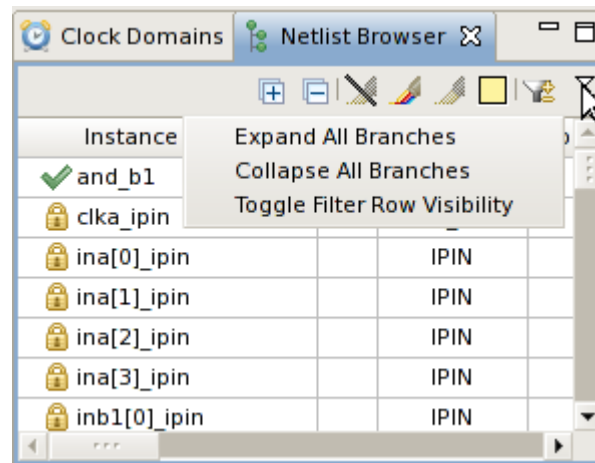 Clock Domains Netlist Browser
Instance
Expand All Branches
Collapse All Branches
Toggle Filter Row Visibility
and_b1
clka_ipin
ina[0]_ipin IPIN
ina[1]_ipin IPIN
ina[2]_ipin IPIN
ina[3]_ipin IPIN
inb1[0]_ipin IPIN